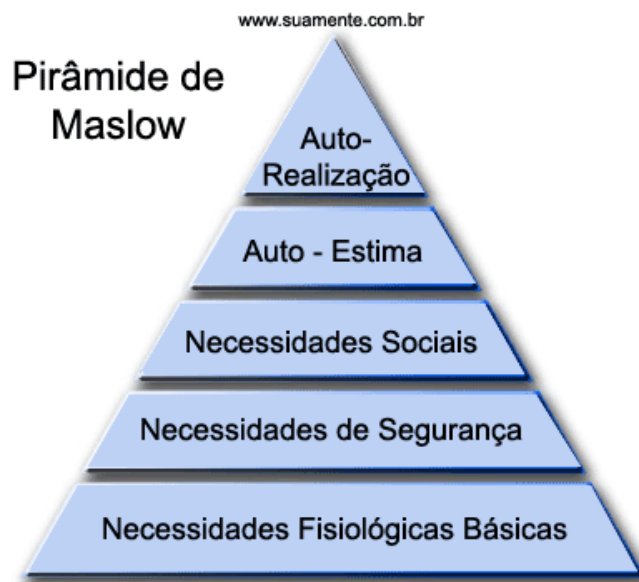 www.suamente.com.br
Pirâmide de
Maslow
Auto-
Realização
Auto - Estima
Necessidades Sociais
Necessidades de Segurança
Necessidades Fisiológicas Básicas